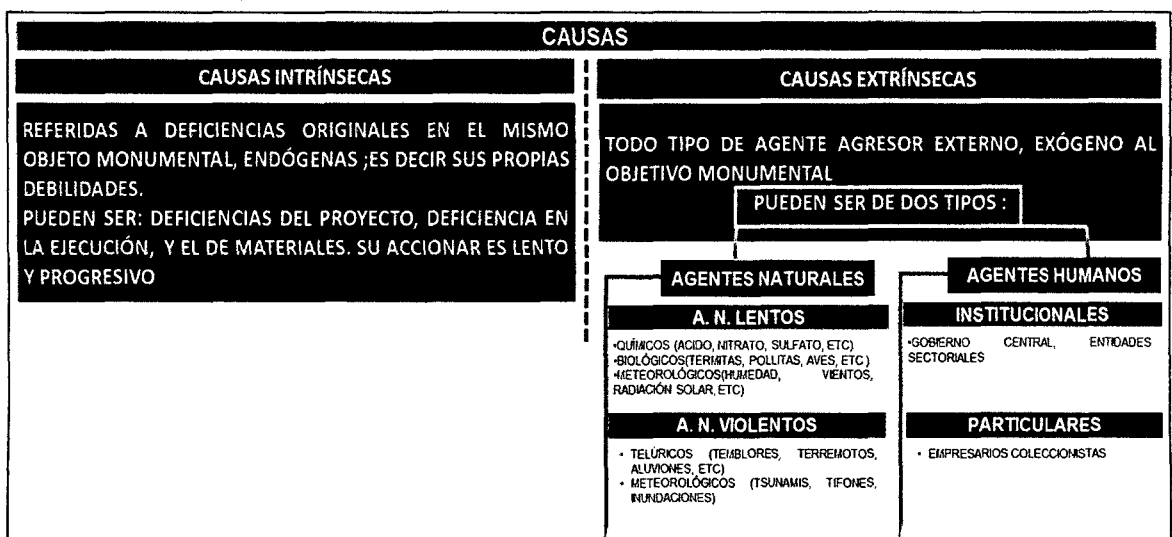 CAUSAS
CAUSAS INTRÍNSECAS
REFERIDAS A DEFICIENCIAS ORIGINALES EN EL MISMO
OBJETO MONUMENTAL, ENDÓGENAS ;ES DECIR SUS PROPIAS
DEBILIDADES.
PUEDEN SER: DEFICIENCIAS DEL PROYECTO, DEFICIENCIA EN
LA EJECUCIÓN, Y EL DE MATERIALES. SU ACCIONAR ES LENTO
Y PROGRESIVO
CAUSAS EXTRÍNSECAS
TODO TIPO DE AGENTE AGRESOR EXTERNO, EXÓGENO AL
OBJETIVO MONUMENTAL
PUEDEN SER DE DOS TIPOS :
AGENTES NATURALES
A. N. LENTOS
•QUÍMICOS (ACIDO, NITRATO, SULFATO, ETC)
•BIOLÓGICOS(TERMITAS, POLLITAS, AVES, ETC )
•METEOROLÓGICOS(HUMEDAD, VIENTOS,
RADIACIÓN SOLAR, ETC)
A. N. VIOLENTOS
• TELÚRICOS (TEMBLORES, TERREMOTOS,
ALUVIONES, ETC)
• METEOROLÓGICOS (TSUNAMIS, TIFONES,
INUNDACIONES)
AGENTES HUMANOS
INSTITUCIONALES
•GOBIERNO CENTRAL, ENTIDADES
SECTORIALES
PARTICULARES
• EMPRESARIOS COLECCIONISTAS